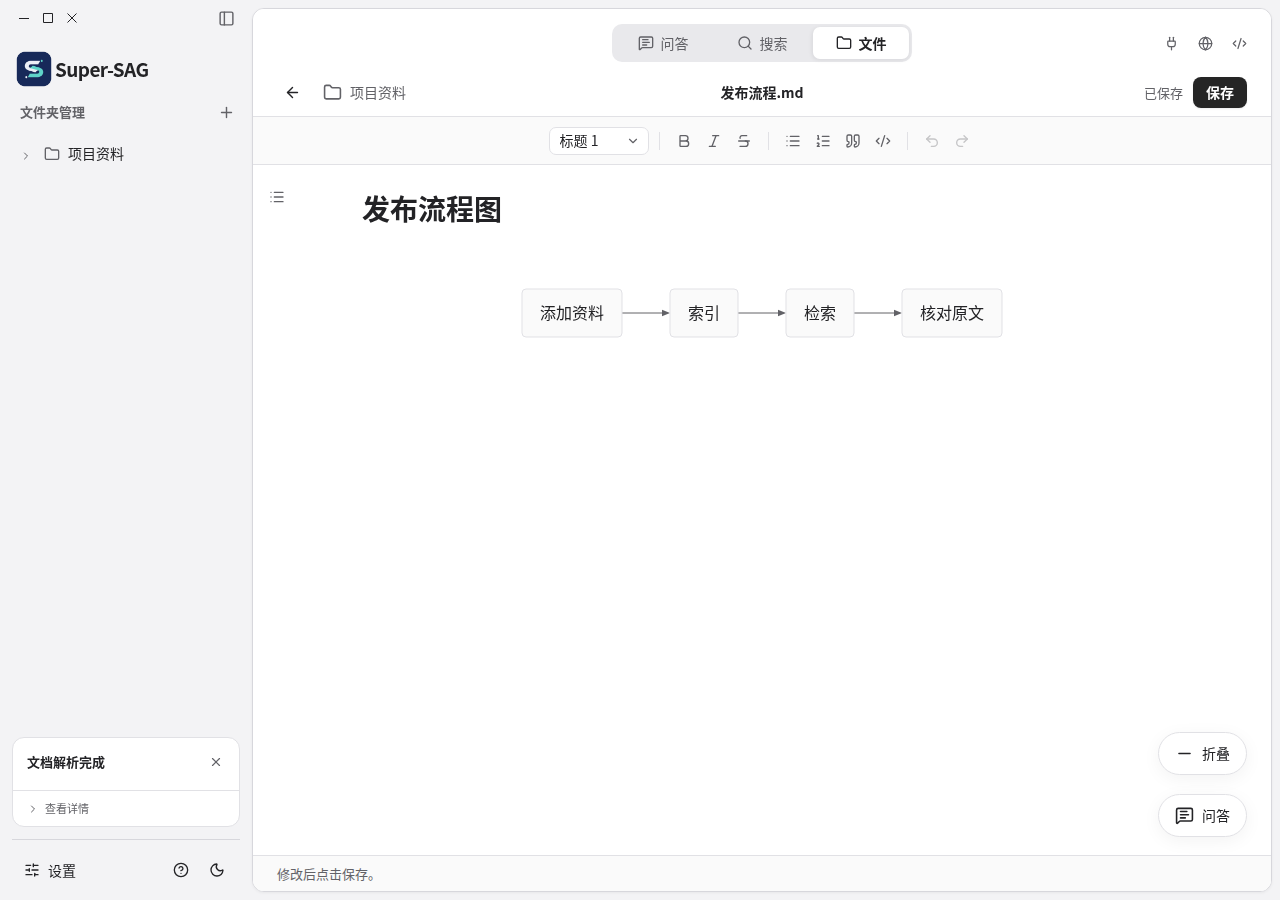 Super-SAG
文件夹管理
项目资料
文档解析完成
查看详情
设置
问答
搜索
文件
项目资料
发布流程.md
已保存
保存
标题 1
发布流程图
添加资料
索引
检索
核对原文
折叠
问答
修改后点击保存。